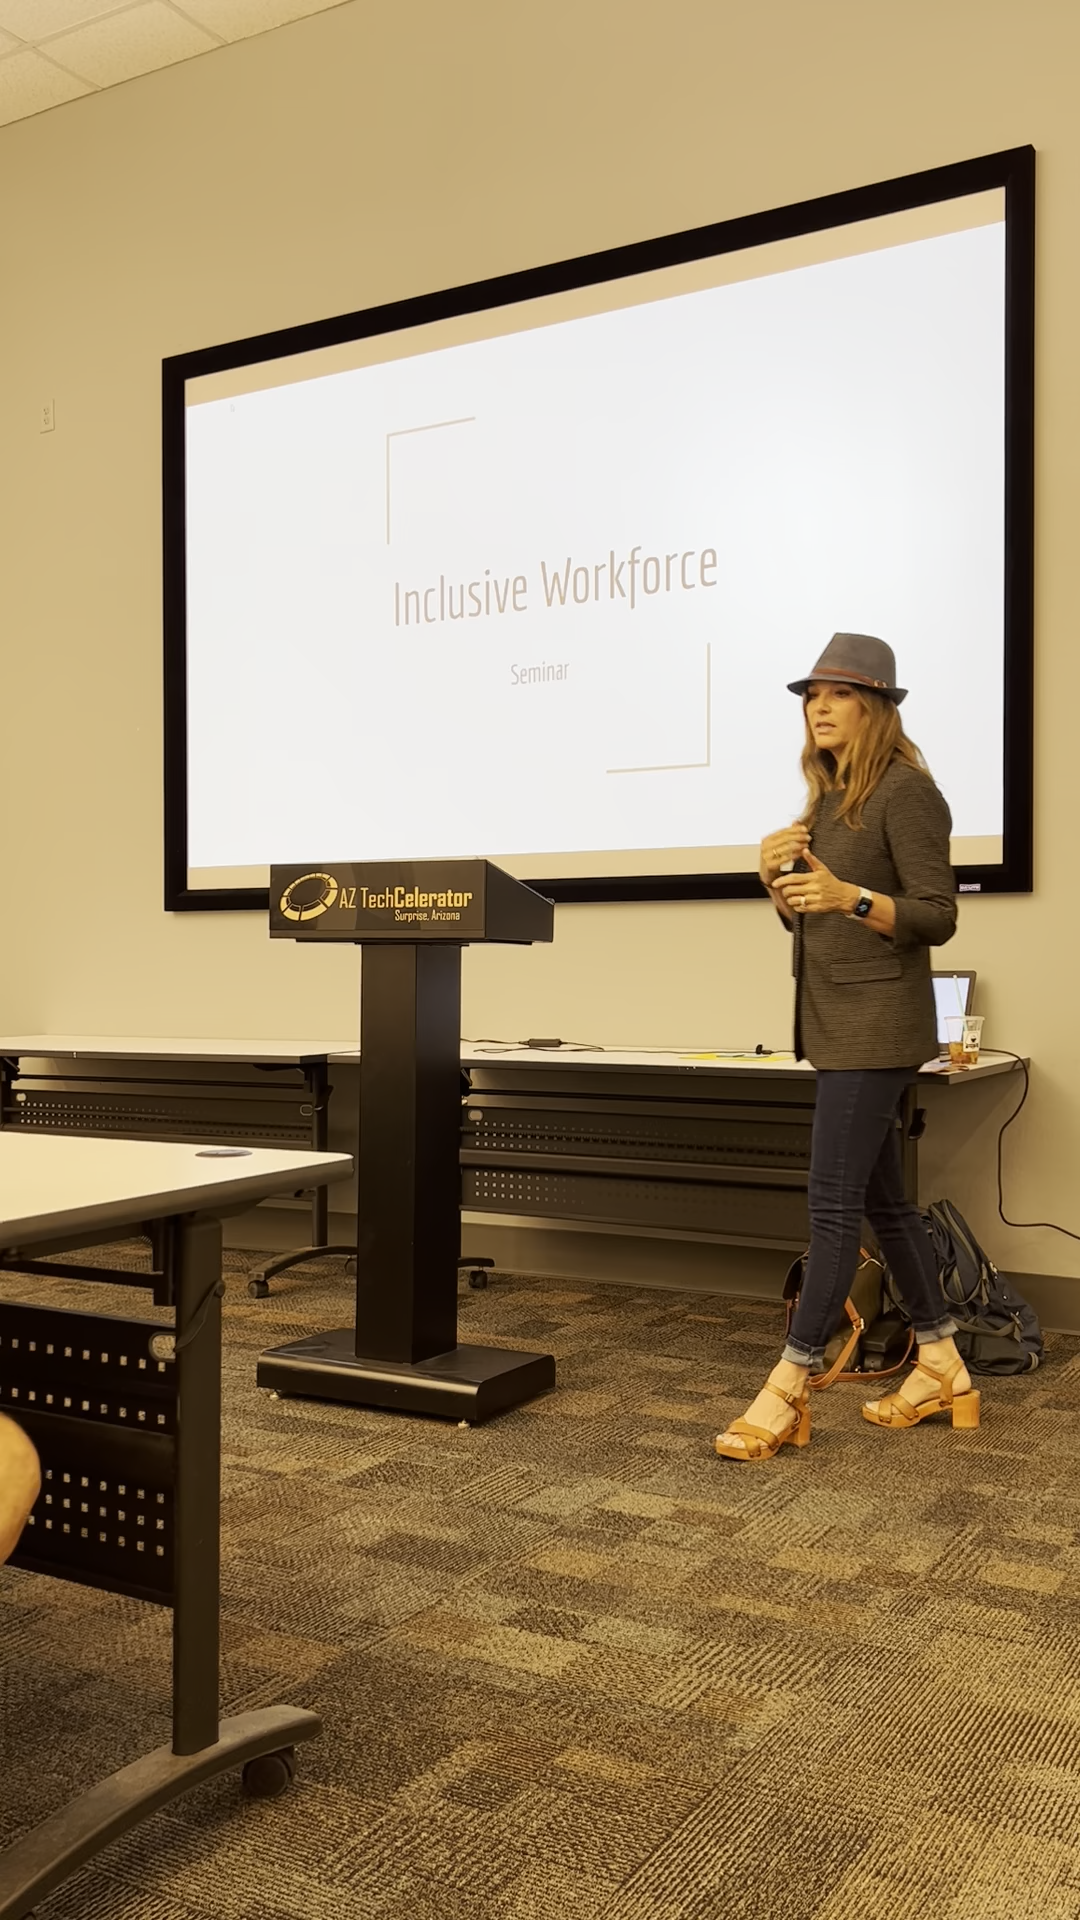 Inclusive Workforce
Seminar
AZ TechCelerator
Surprise, Arizona